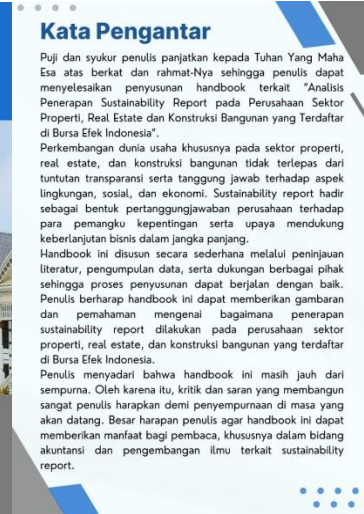 Kata Pengantar
Puji dan syukur penulis panjatkan kepada Tuhan Yang Maha
Esa atas berkat dan rahmat-Nya sehingga penulis dapat
menyelesaikan penyusunan handbook terkait "Analisis
Penerapan Sustainability Report pada Perusahaan Sektor
Properti, Real Estate dan Konstruksi Bangunan yang Terdaftar
di Bursa Efek Indonesia".
Perkembangan dunia usaha khususnya pada sektor properti,
real estate, dan konstruksi bangunan tidak terlepas dari
tuntutan transparansi serta tanggung jawab terhadap aspek
lingkungan, sosial, dan ekonomi. Sustainability report hadir
sebagai bentuk pertanggungjawaban perusahaan terhadap
para pemangku kepentingan serta upaya mendukung
keberlanjutan bisnis dalam jangka panjang.
Handbook ini disusun secara sederhana melalui peninjauan
literatur, pengumpulan data, serta dukungan berbagai pihak
sehingga proses penyusunan dapat berjalan dengan baik.
Penulis berharap handbook ini dapat memberikan gambaran
dan pemahaman mengenai bagaimana penerapan
sustainability report dilakukan pada perusahaan sektor
properti, real estate, dan konstruksi bangunan yang terdaftar
di Bursa Efek Indonesia.
Penulis menyadari bahwa handbook ini masih jauh dari
sempurna. Oleh karena itu, kritik dan saran yang membangun
sangat penulis harapkan demi penyempurnaan di masa yang
akan datang. Besar harapan penulis agar handbook ini dapat
memberikan manfaat bagi pembaca, khususnya dalam bidang
akuntansi dan pengembangan ilmu terkait sustainability
report.